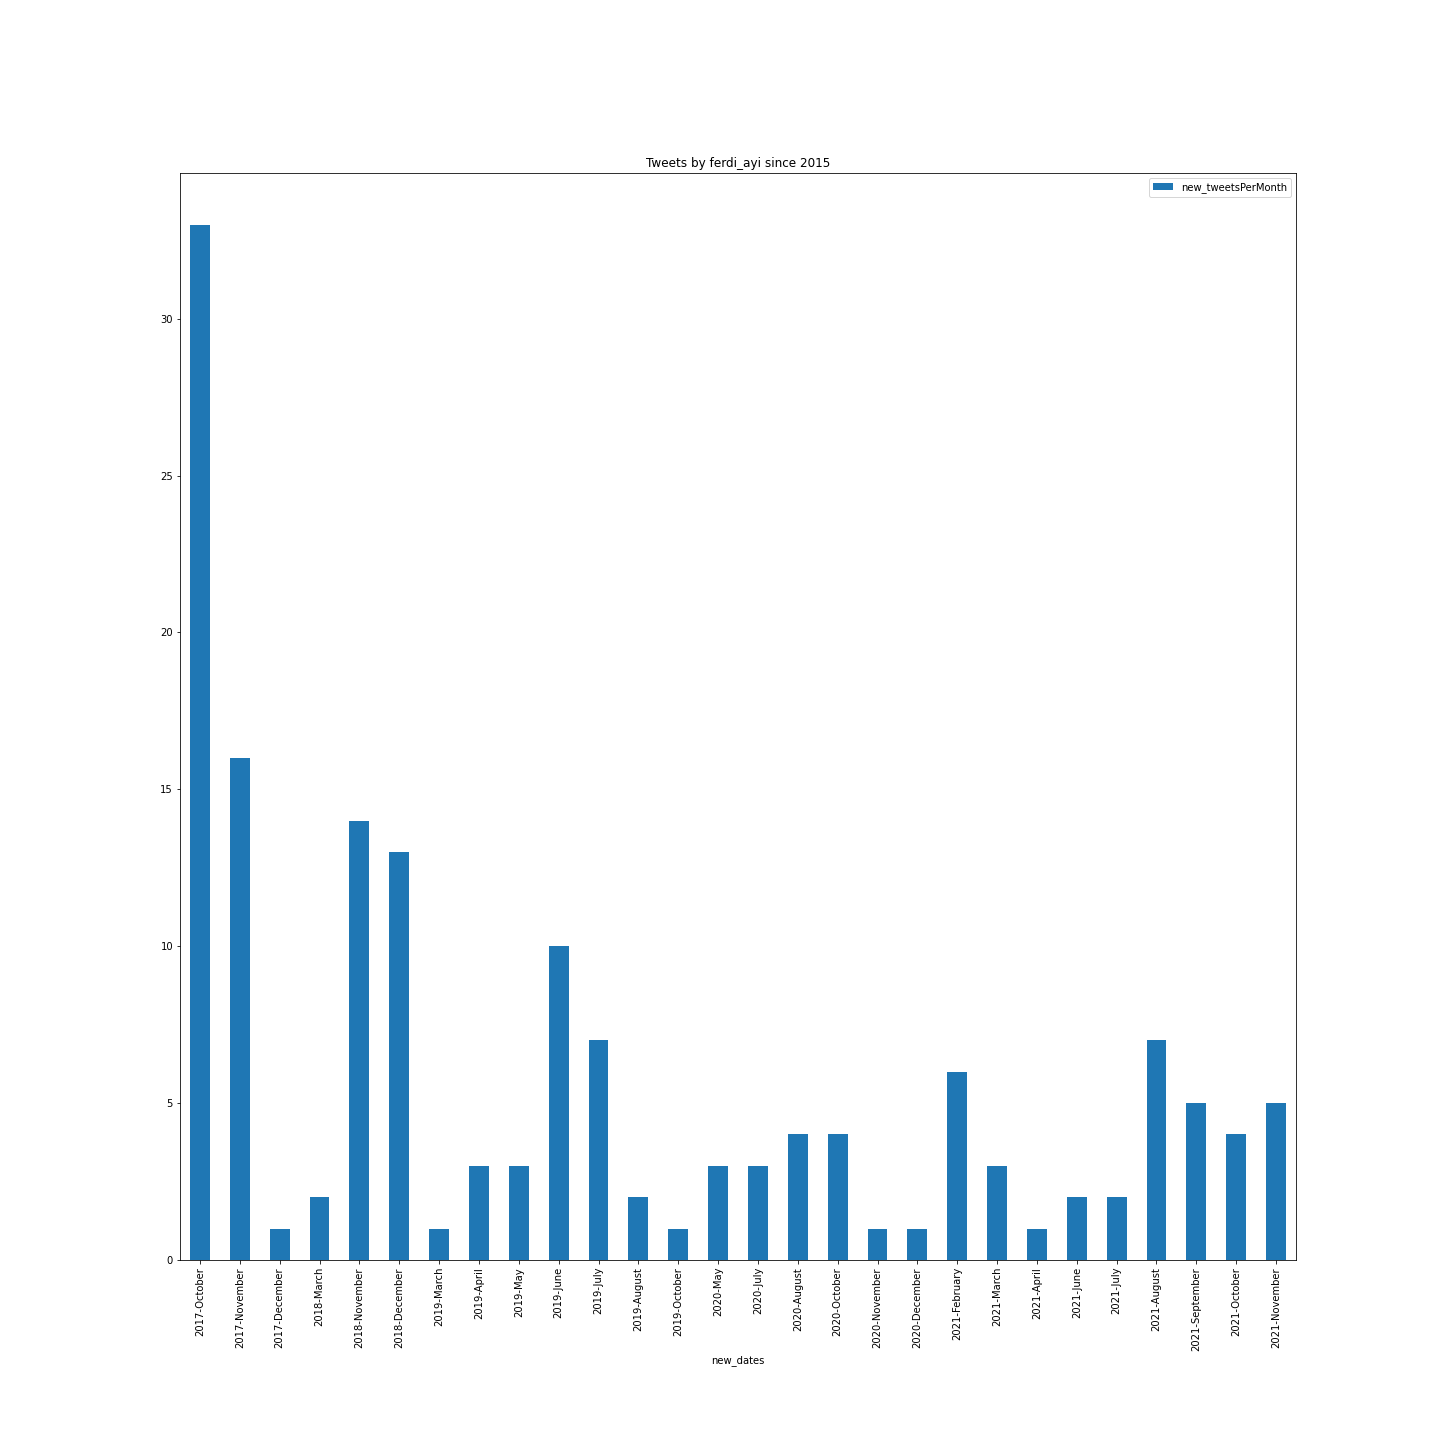 Tweets by ferdi_ayi since 2015
new_tweetsPerMonth
30
25
20
15
10
5
0
2017-October
2017-November
2017-December
2018-March
2018-November
2018-December
2019-March
2019-April
2019-May
2019-June
2019-July
2019-August
2019-October
2020-May
2020-July
2020-August
2020-October
2020-November
2020-December
2021-February
2021-March
2021-April
2021-June
2021-July
2021-August
2021-September
2021-October
2021-November
new_dates